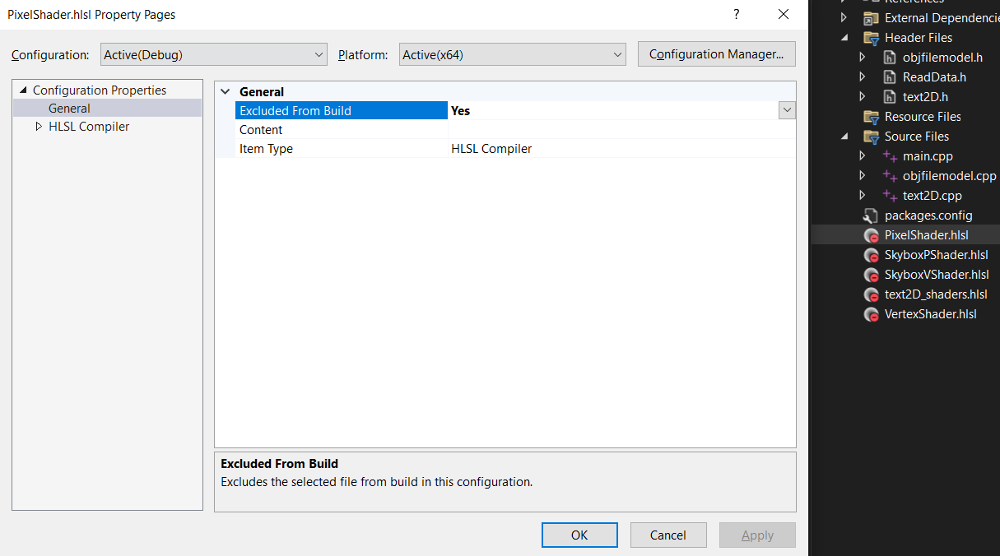 PixelShader.hlsl Property Pages
?
Configuration:
Active(Debug)
Platform:
Active(x64)
Configuration Manager...
Configuration Properties
General
HLSL Compiler
General
Excluded From Build
Yes
Content
Item Type
HLSL Compiler
Excluded From Build
Excludes the selected file from build in this configuration.
OK
Cancel
Apply
References
External Dependencie
Header Files
objfilemodel.h
ReadData.h
text2D.h
Resource Files
Source Files
main.cpp
objfilemodel.cpp
text2D.cpp
packages.config
PixelShader.hlsl
SkyboxPShader.hlsl
SkyboxVShader.hlsl
text2D_shaders.hlsl
VertexShader.hlsl